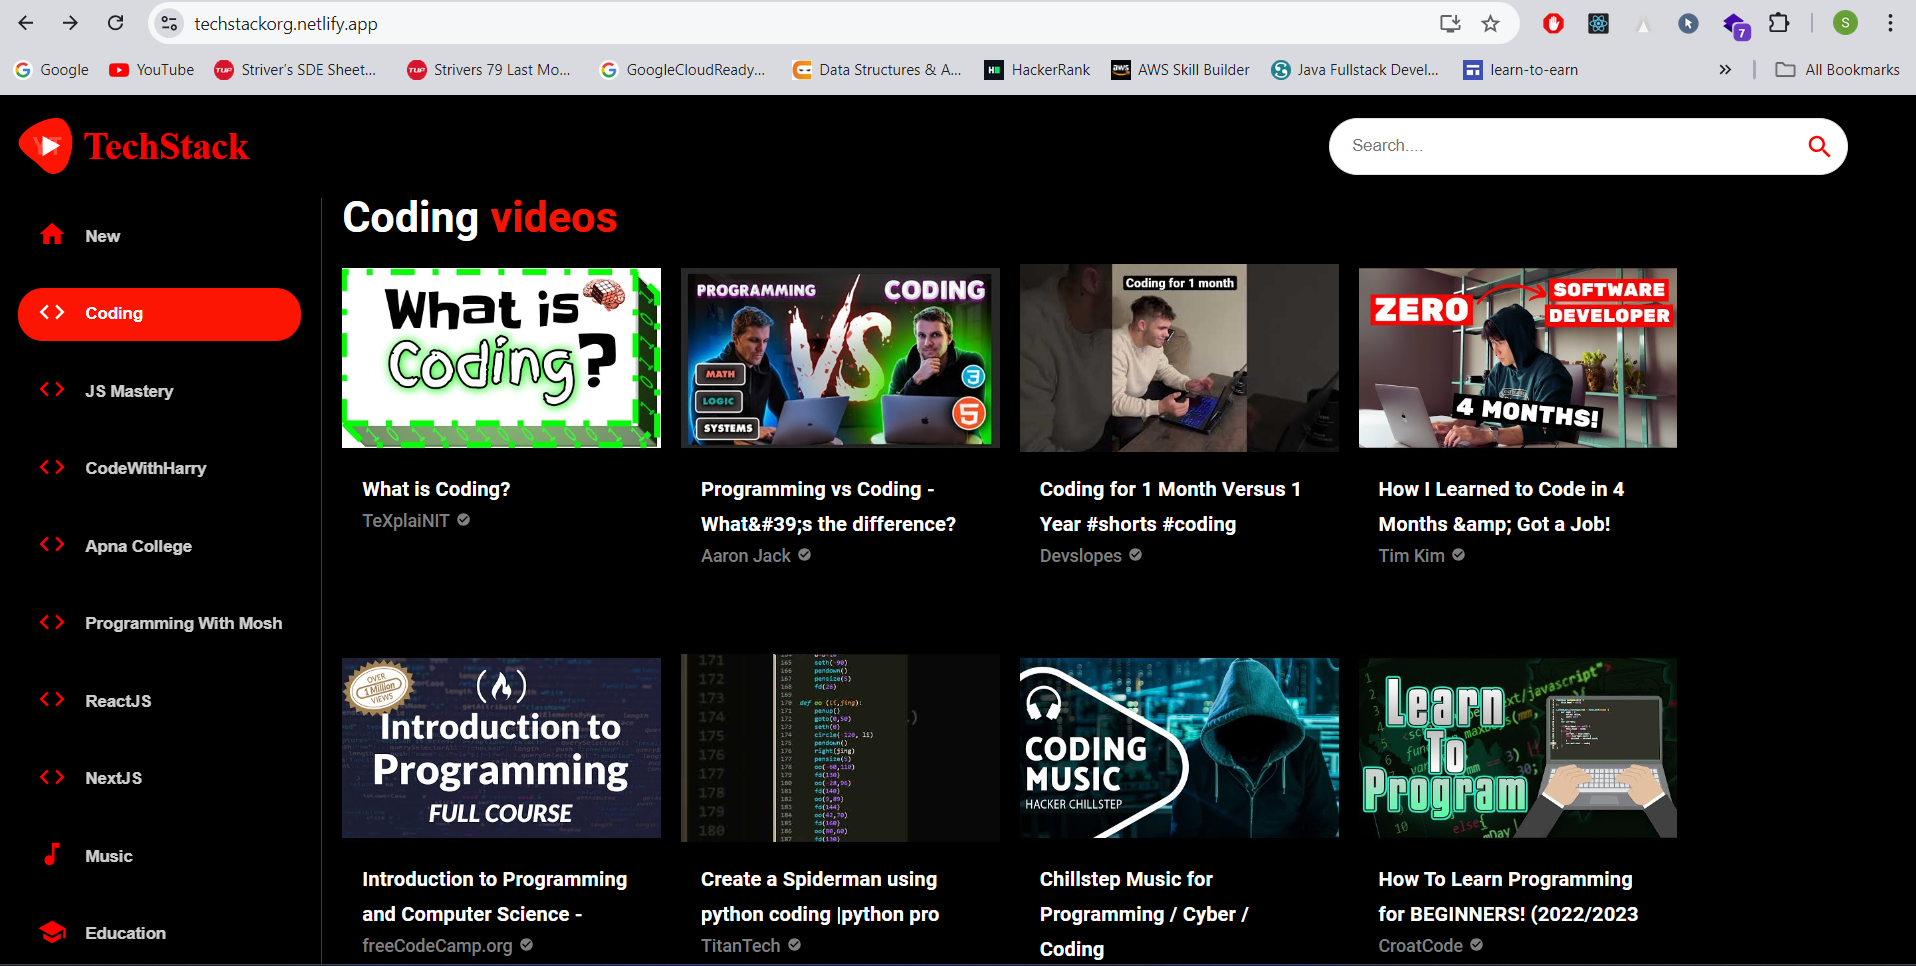 techstackorg.netlify.app
7
S
Google
YouTube
Striver's SDE Sheet...
Strivers 79 Last Mo...
GoogleCloudReady...
Data Structures & A...
HackerRank
AWS Skill Builder
Java Fullstack Devel...
learn-to-earn
All Bookmarks
TechStack
Search....
New
Coding
JS Mastery
CodeWithHarry
Apna College
Programming With Mosh
ReactJS
NextJS
Music
Education
Coding videos
What is
Coding?
What is Coding?
TeXplaiNIT
PROGRAMMING
VS
CODING
MATH
LOGIC
SYSTEMS
3
5
Programming vs Coding -
What&#39;s the difference?
Aaron Jack
Coding for 1 month
Coding for 1 Month Versus 1
Year #shorts #coding
Devslopes
ZERO
SOFTWARE
DEVELOPER
4 MONTHS!
How I Learned to Code in 4
Months &amp; Got a Job!
Tim Kim
OVER
1 Million
VIEWS
Introduction to
Programming
FULL COURSE
Introduction to Programming
and Computer Science -
freeCodeCamp.org
171
172
173
174
175
176
177
178
179
180
Create a Spiderman using
python coding |python pro
TitanTech
CODING
MUSIC
HACKER CHILLSTEP
Chillstep Music for
Programming / Cyber /
Coding
Learn
To
Program
How To Learn Programming
for BEGINNERS! (2022/2023
CroatCode